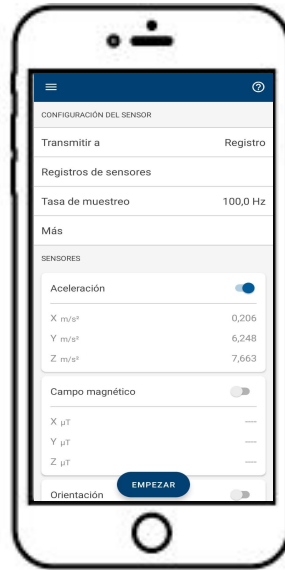 CONFIGURACIÓN DEL SENSOR
Transmitir a Registro
Registros de sensores
Tasa de muestreo 100,0 Hz
Más
SENSORES
Aceleración
X m/s² 0,206
Y m/s² 6,248
Z m/s² 7,663
Campo magnético
X µT —
Y µT —
Z µT —
EMPEZAR
Orientación